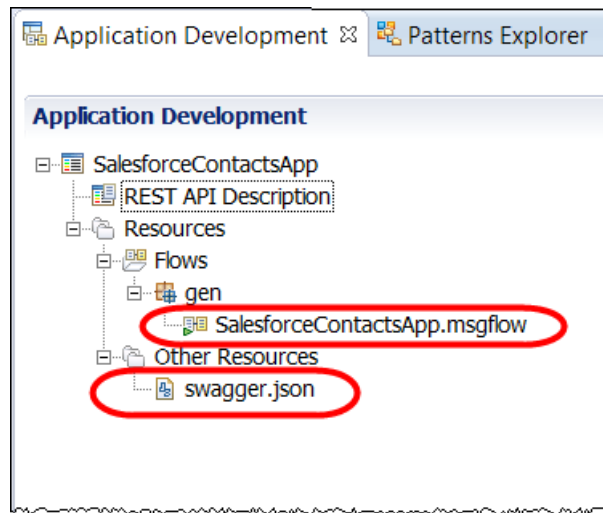 Application Development Patterns Explorer
Application Development
SalesforceContactsApp
REST API Description
Resources
Flows
gen
SalesforceContactsApp.msgflow
Other Resources
swagger.json